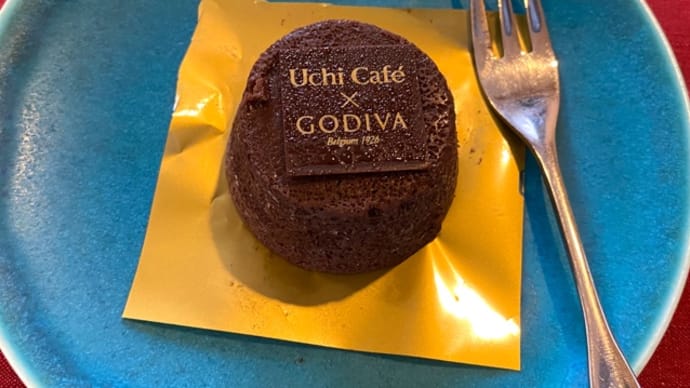 Uchi Café
×
GODIVA
Belgium 1926